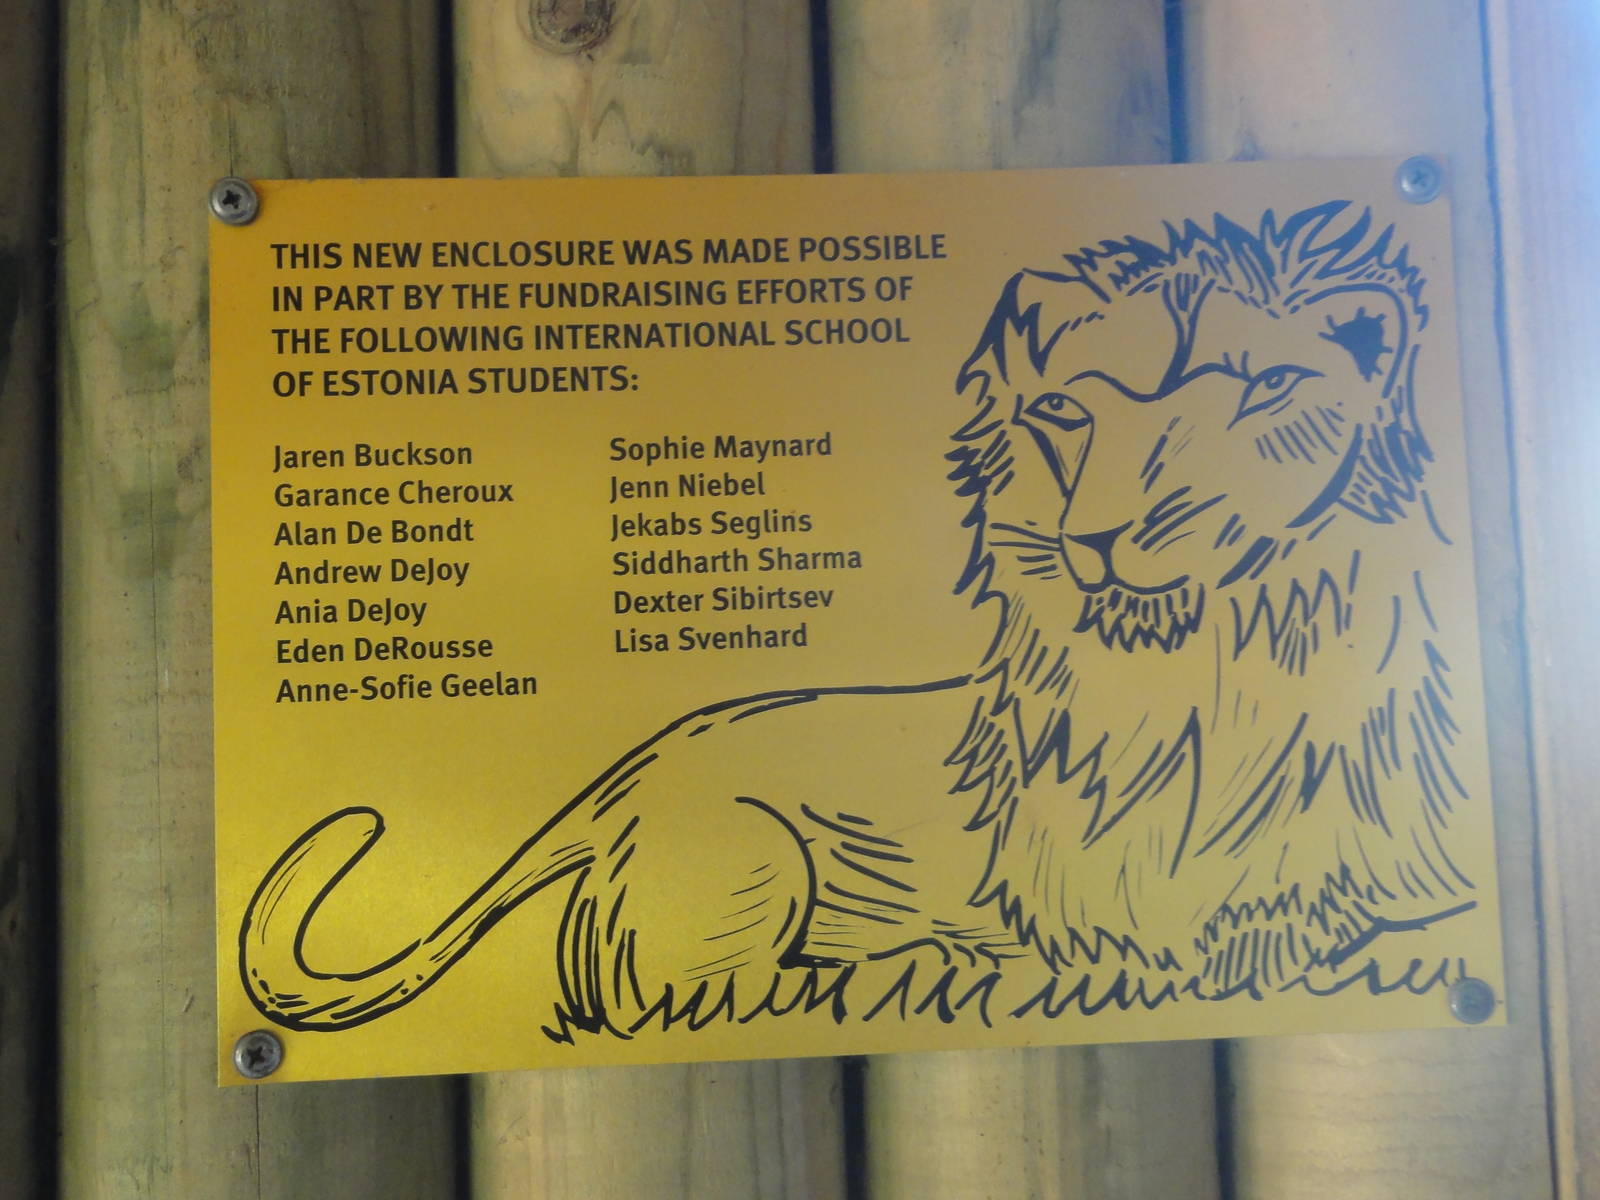 THIS NEW ENCLOSURE WAS MADE POSSIBLE
IN PART BY THE FUNDRAISING EFFORTS OF
THE FOLLOWING INTERNATIONAL SCHOOL
OF ESTONIA STUDENTS:
Jaren Buckson
Garance Cheroux
Alan De Bondt
Andrew DeJoy
Ania DeJoy
Eden DeRousse
Anne-Sofie Geelan
Sophie Maynard
Jenn Niebel
Jekabs Seglins
Siddharth Sharma
Dexter Sibirtsev
Lisa Svenhard